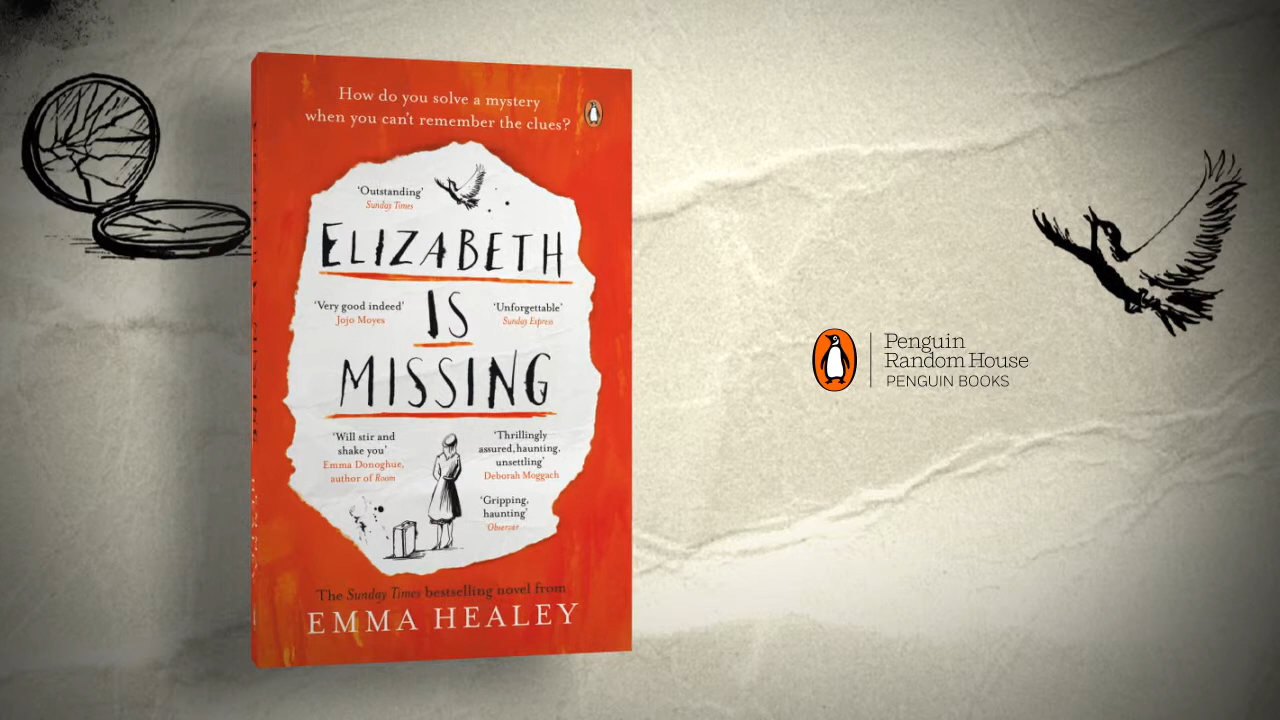 How do you solve a mystery
when you can't remember the clues?
'Outstanding'
Sunday Times
ELIZABETH
'Very good indeed'
Jojo Moyes
IS
'Unforgettable'
Sunday Express
MISSING
'Will stir and
shake you'
Emma Donoghue,
author of Room
'Thrillingly
assured, haunting,
unsettling'
Deborah Moggach
'Gripping,
haunting'
Observer
The Sunday Times bestselling novel from
EMMA HEALEY
Penguin
Random House
PENGUIN BOOKS